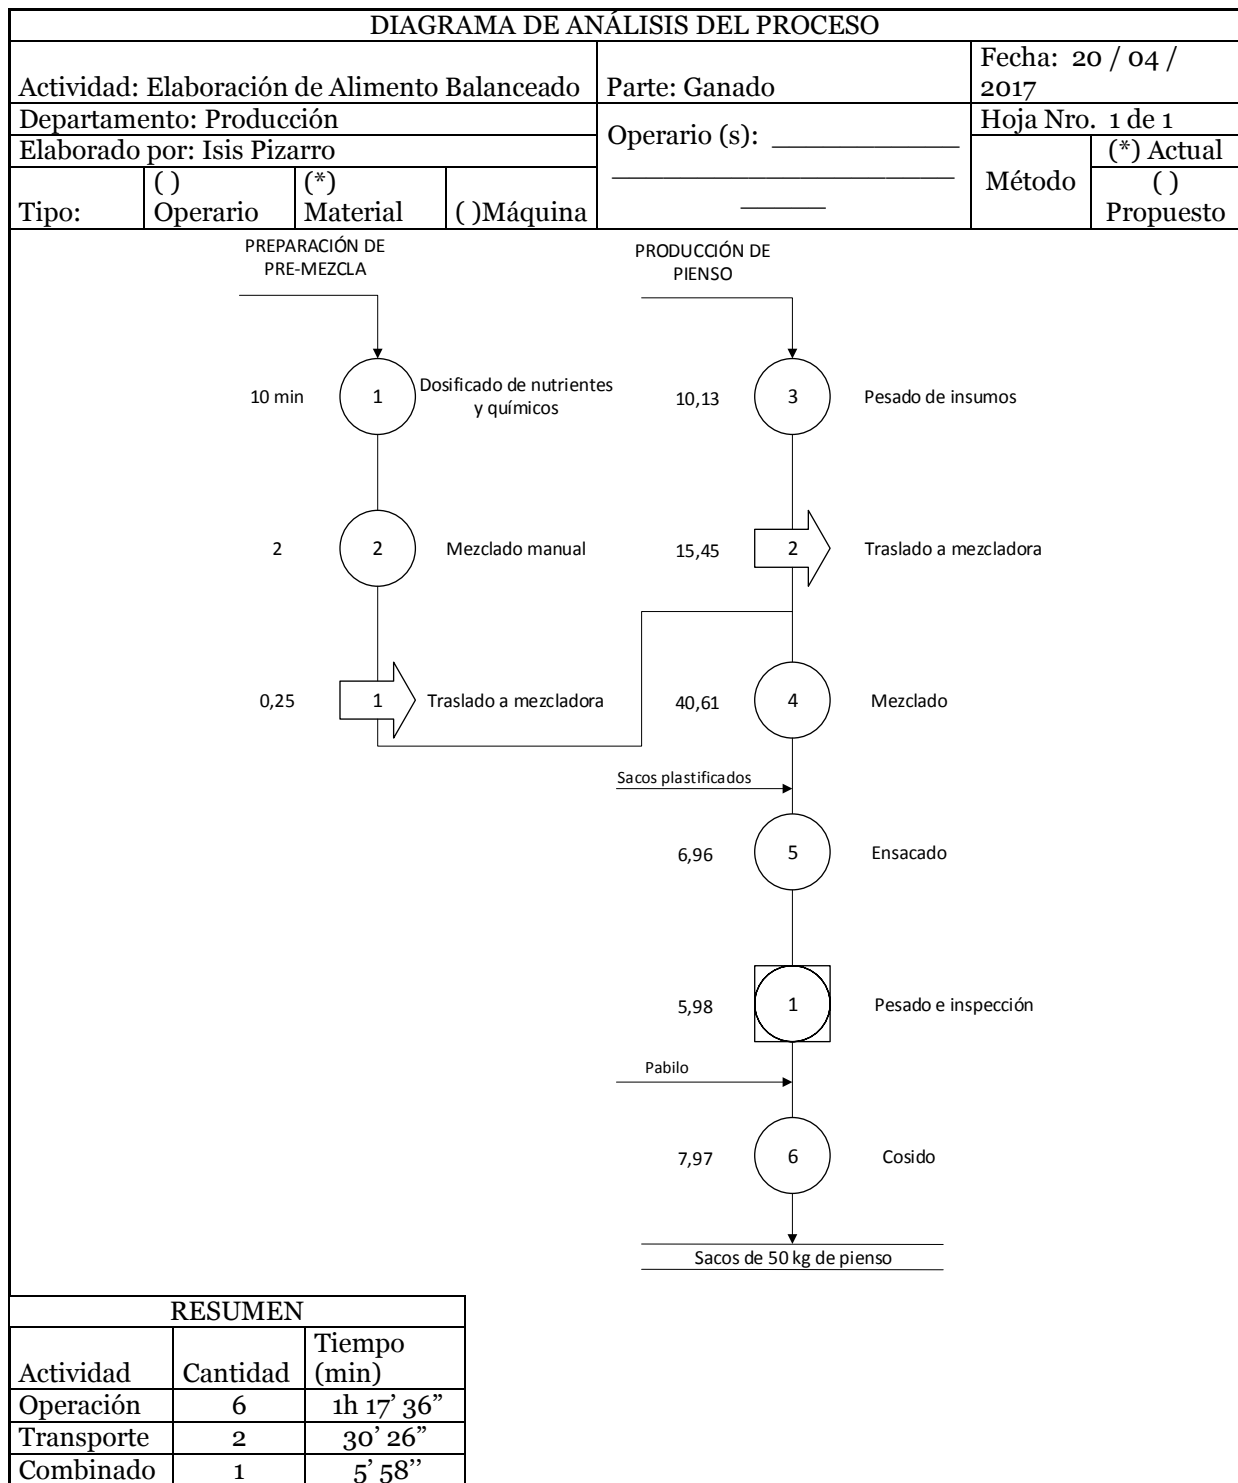 DIAGRAMA DE ANÁLISIS DEL PROCESO
Actividad: Elaboración de Alimento Balanceado
Parte: Ganado
Fecha: 20 / 04 /
2017
Departamento: Producción
Operario (s): ___________
____________________
_____
Hoja Nro. 1 de 1
Elaborado por: Isis Pizarro
Método
(*) Actual
( )
Propuesto
Tipo:
( )
Operario
(*)
Material
( )Máquina
PREPARACIÓN DE
PRE-MEZCLA
PRODUCCIÓN DE
PIENSO
10 min
1
Dosificado de nutrientes
y químicos
10,13
3
Pesado de insumos
2
2
Mezclado manual
15,45
2
Traslado a mezcladora
0,25
1
Traslado a mezcladora
40,61
4
Mezclado
Sacos plastificados
6,96
5
Ensacado
5,98
1
Pesado e inspección
Pabilo
7,97
6
Cosido
Sacos de 50 kg de pienso
RESUMEN
Actividad
Cantidad
Tiempo
(min)
Operación
6
1h 17’ 36”
Transporte
2
30’ 26”
Combinado
1
5’ 58’’